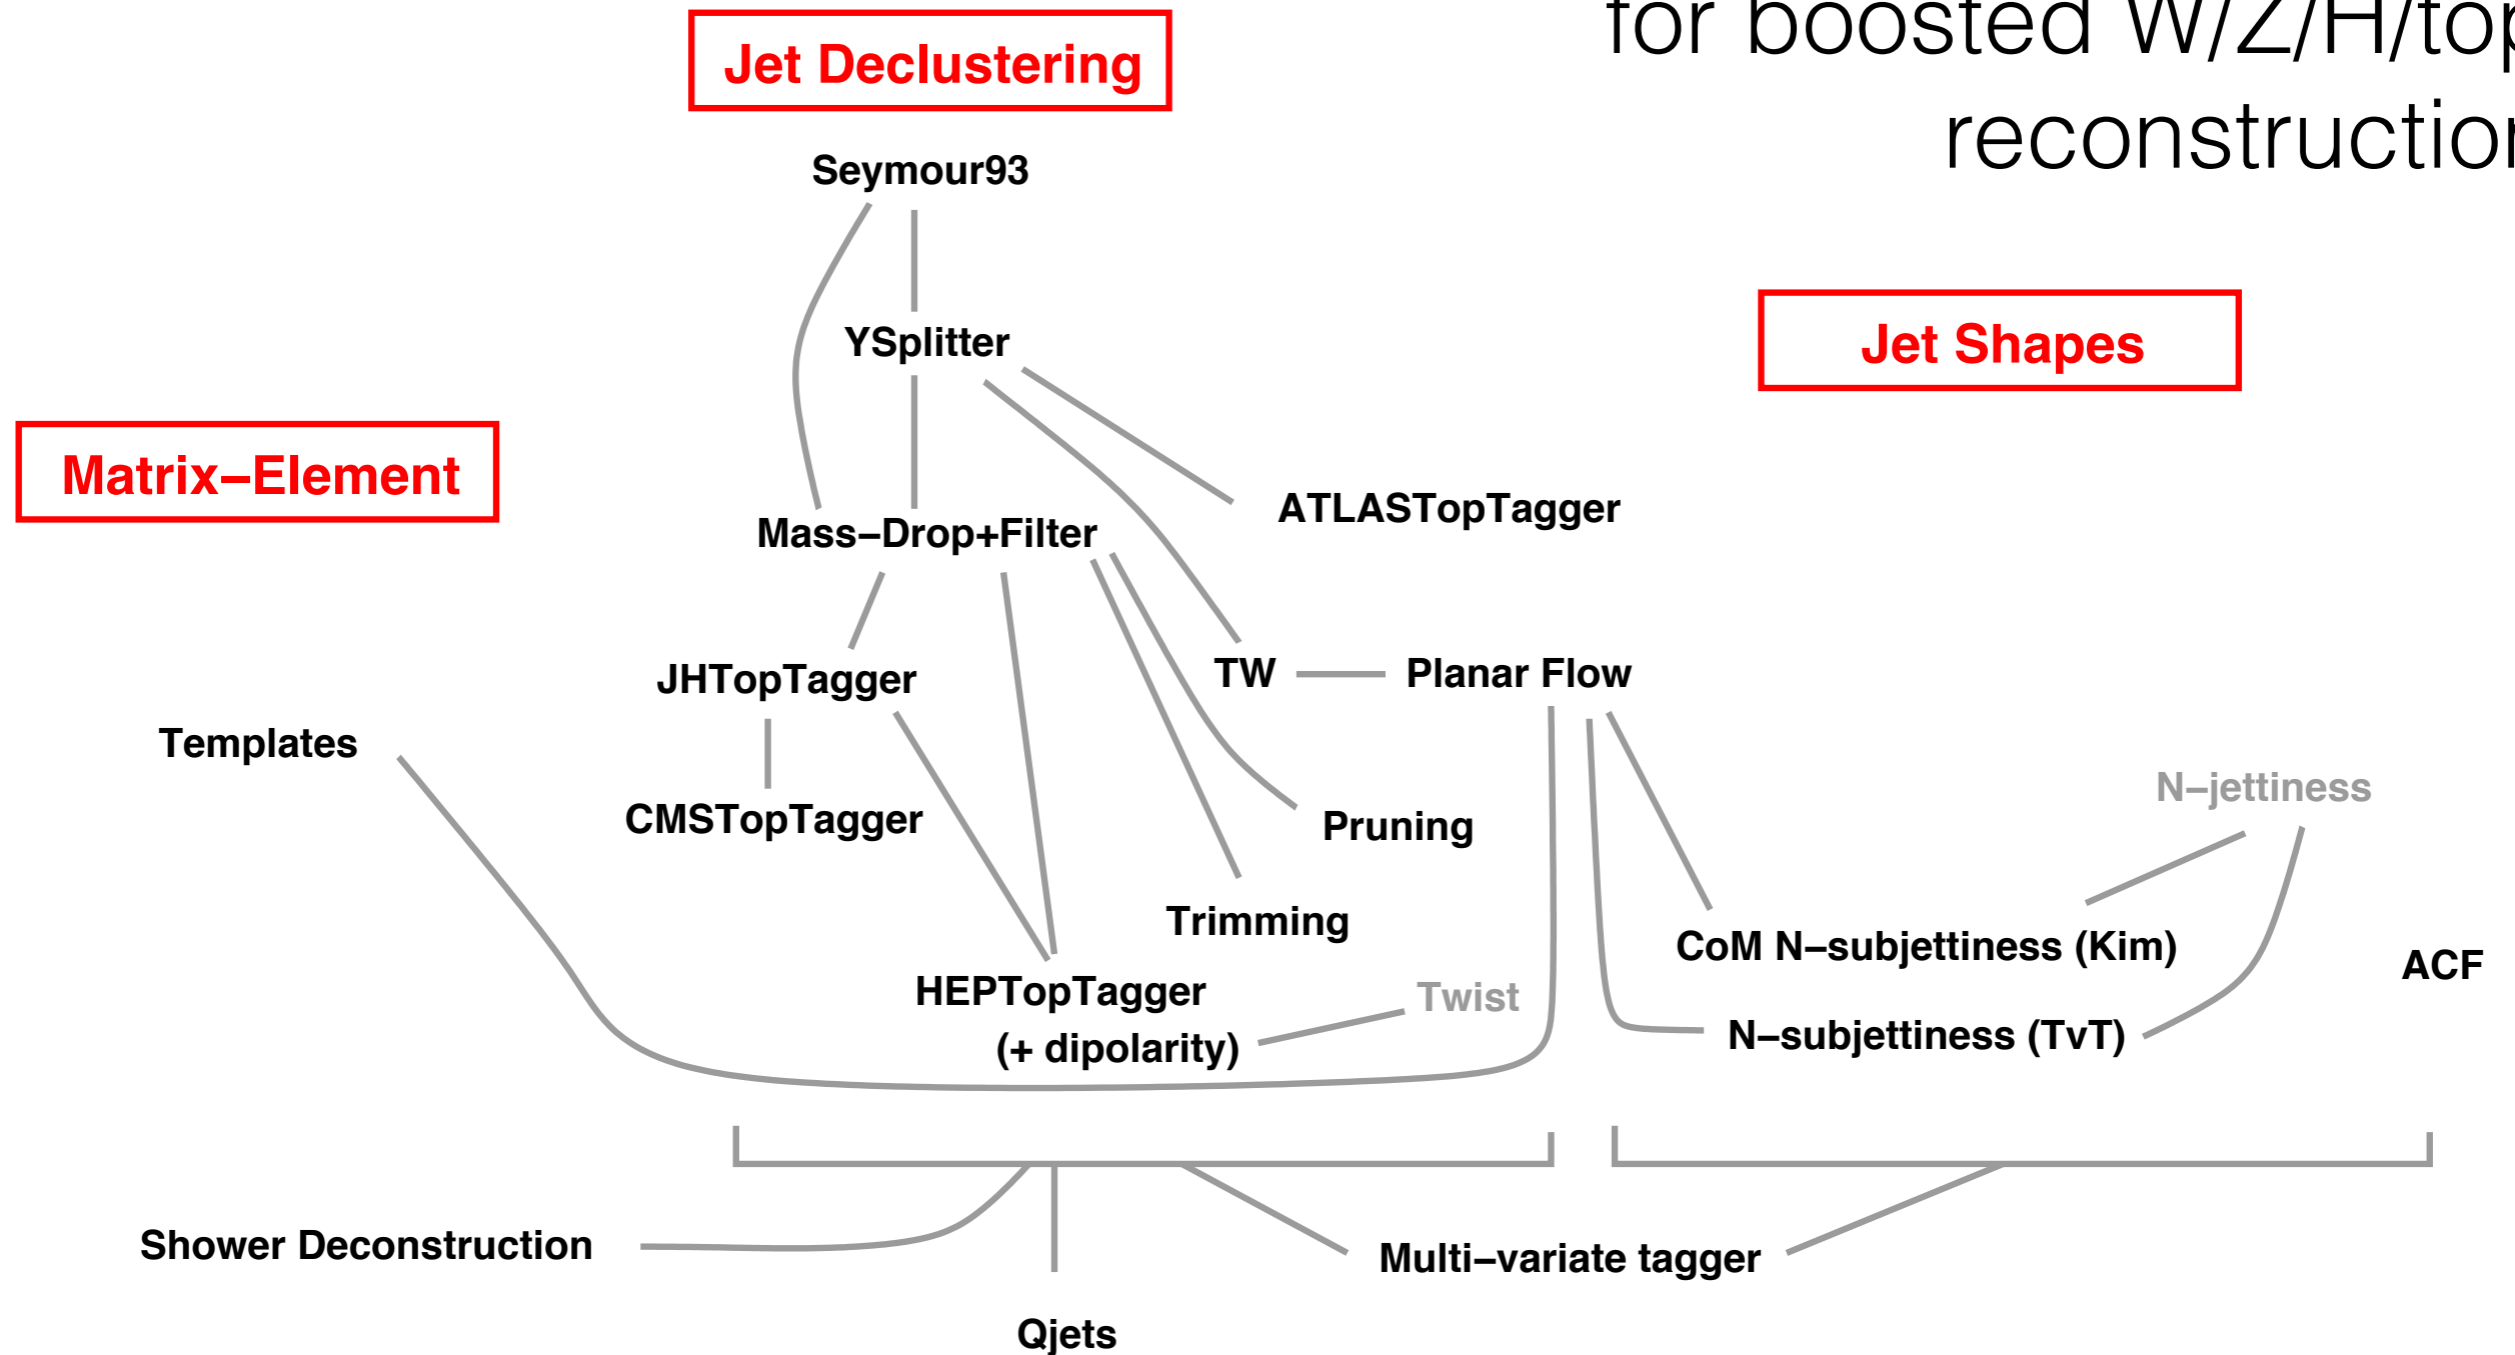 for boosted W/Z/H/top
reconstruction
Jet Declustering
Seymour93
YSplitter
Jet Shapes
Matrix–Element
ATLASTopTagger
Mass–Drop+Filter
JHTopTagger
TW
Planar Flow
Templates
N–jettiness
CMSTopTagger
Pruning
Trimming
CoM N–subjettiness (Kim)
ACF
HEPTopTagger
(+ dipolarity)
Twist
N–subjettiness (TvT)
Shower Deconstruction
Multi–variate tagger
Qjets